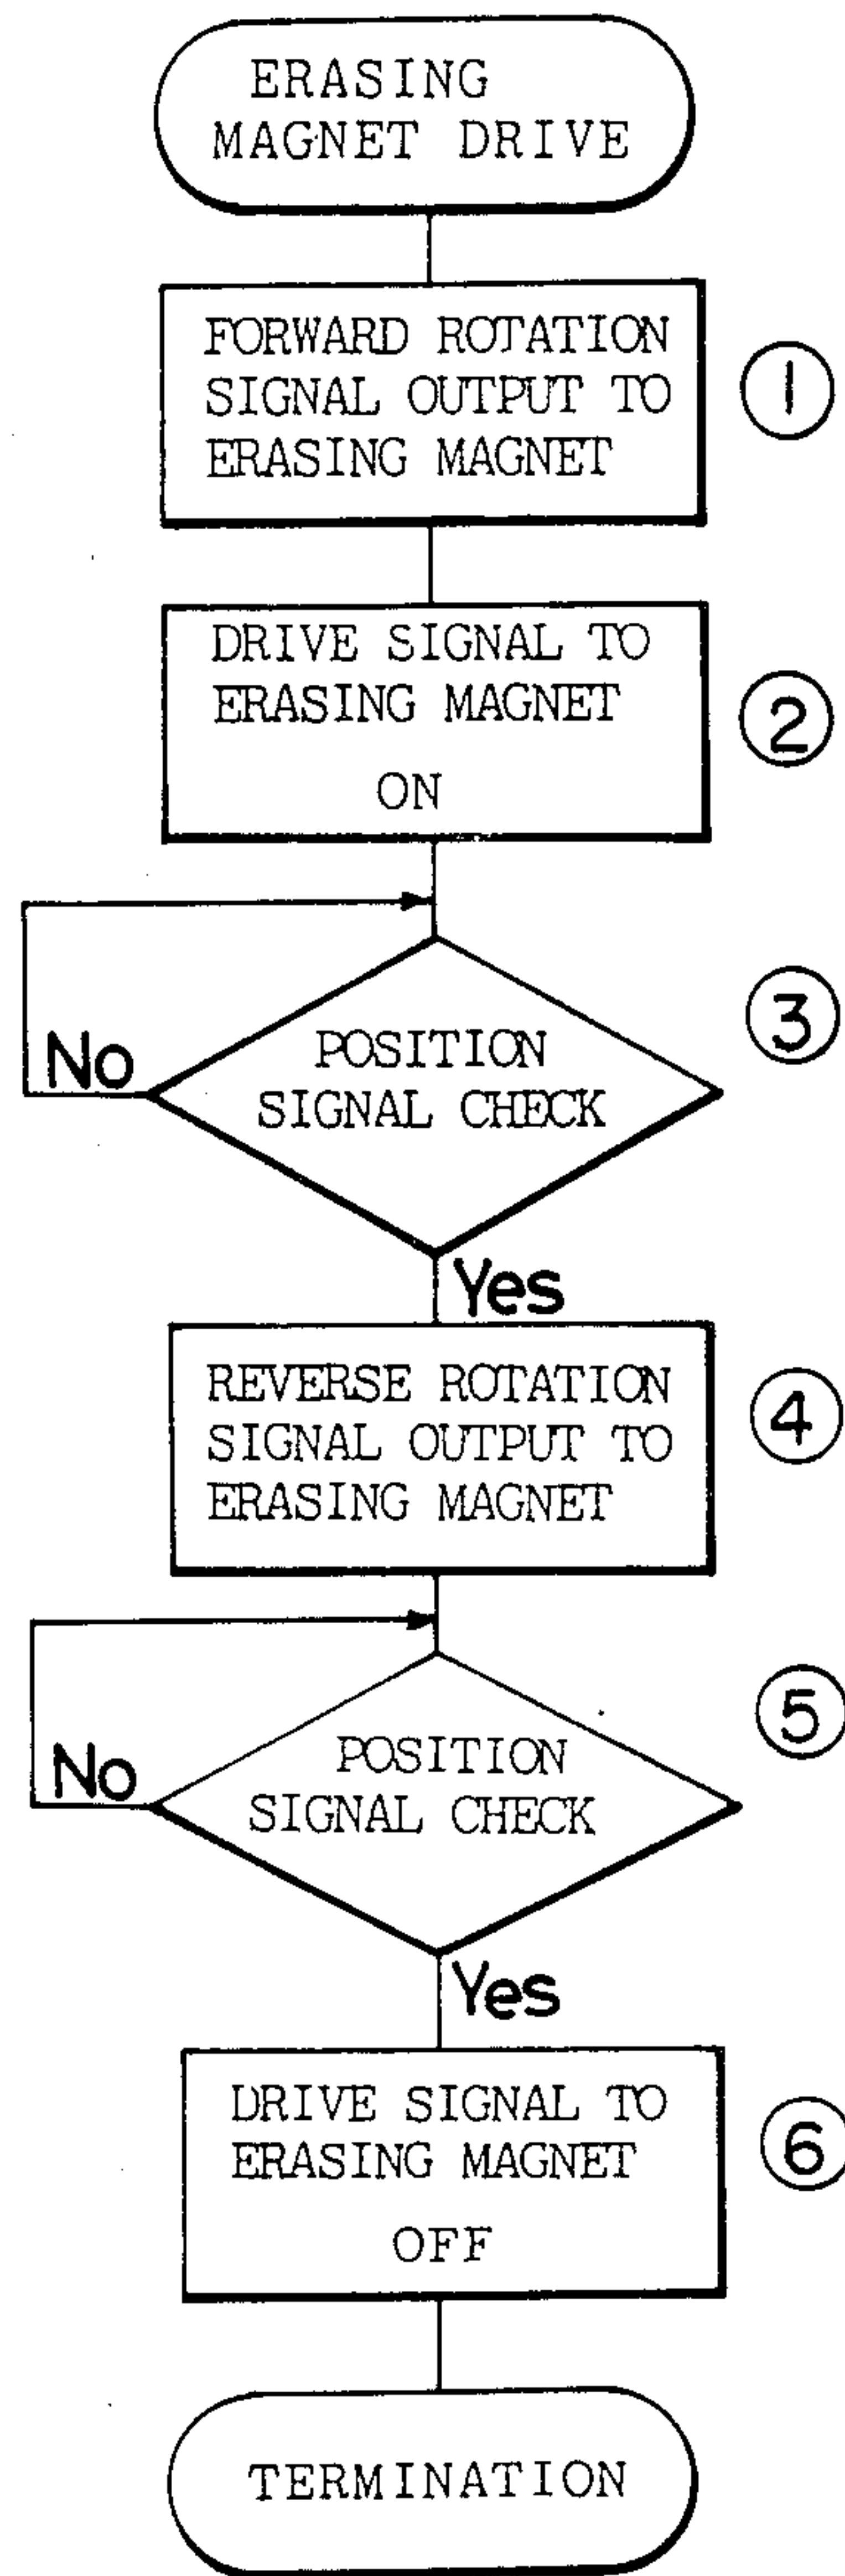 ERASING
MAGNET DRIVE
FORWARD ROTATION
SIGNAL OUTPUT TO
ERASING MAGNET
1
DRIVE SIGNAL TO
ERASING MAGNET
ON
2
3
POSITION
SIGNAL CHECK
No
Yes
REVERSE ROTATION
SIGNAL OUTPUT TO
ERASING MAGNET
4
5
POSITION
SIGNAL CHECK
No
Yes
DRIVE SIGNAL TO
ERASING MAGNET
OFF
6
TERMINATION